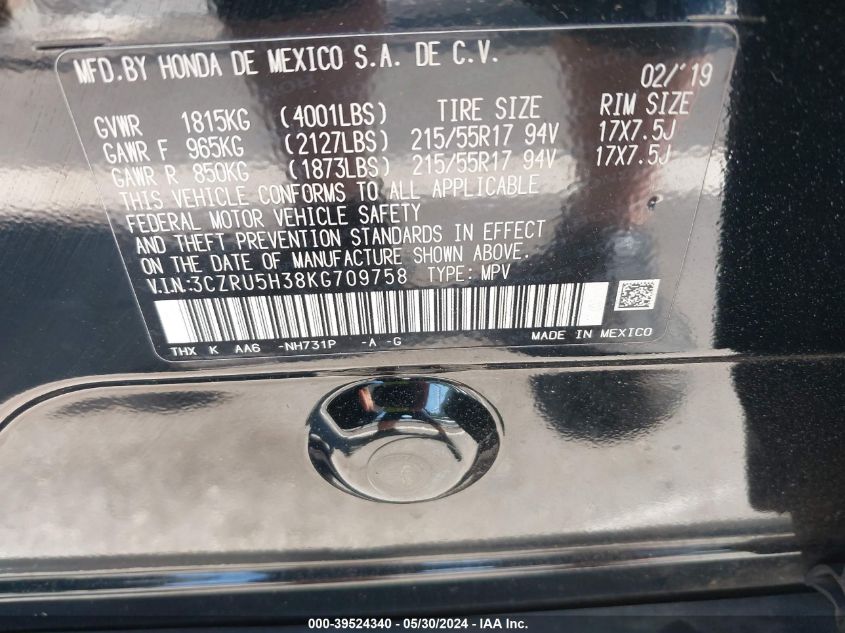 MFD.BY HONDA DE MEXICO S.A. DE C.V.
02/'19
GVWR 1815KG (4001LBS) TIRE SIZE RIM SIZE
GAWR F 965KG (2127LBS) 215/55R17 94V 17X7.5J
GAWR R 850KG (1873LBS) 215/55R17 94V 17X7.5J
THIS VEHICLE CONFORMS TO ALL APPLICABLE
FEDERAL MOTOR VEHICLE SAFETY
AND THEFT PREVENTION STANDARDS IN EFFECT
ON THE DATE OF MANUFACTURE SHOWN ABOVE.
V.I.N:3CZRU5H38KG709758 TYPE: MPV
THX K AA6 -NH731P -A -G MADE IN MEXICO
000-39524340 - 05/30/2024 - IAA Inc.